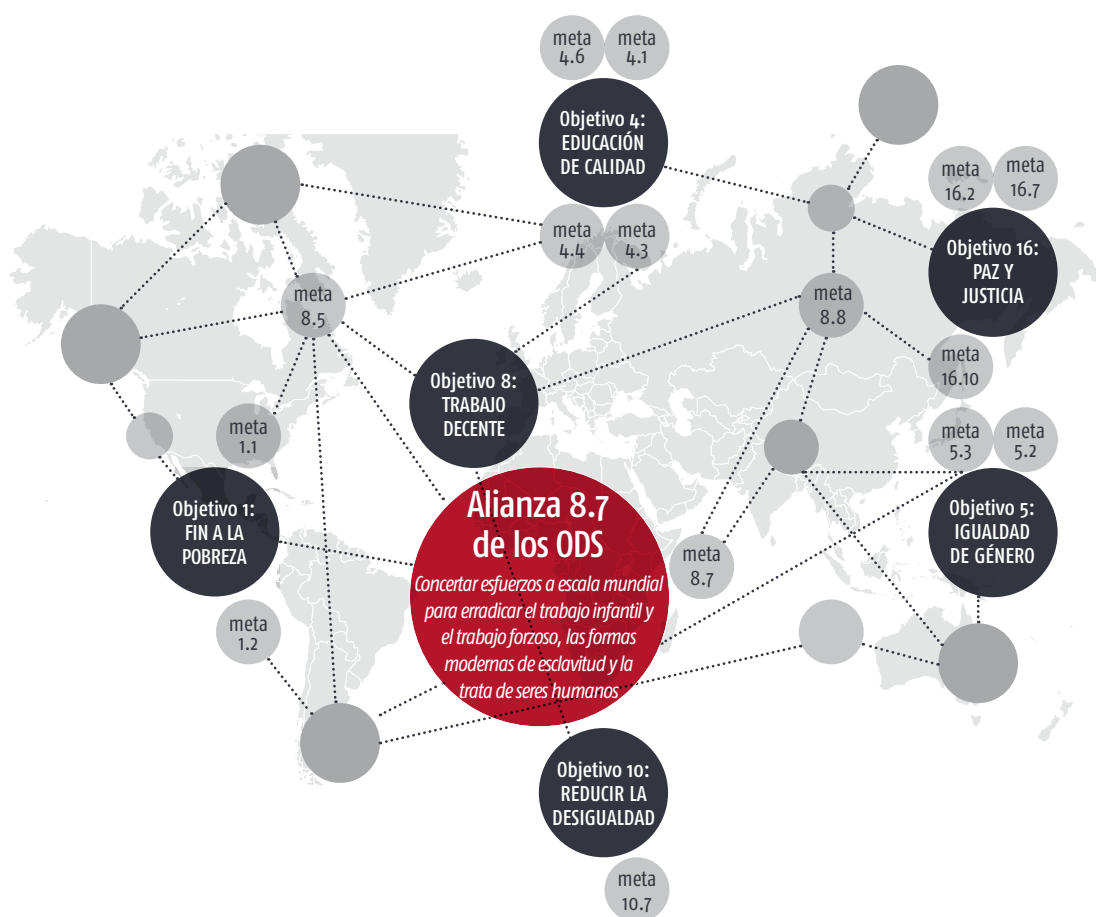 meta
4.6
meta
4.1
Objetivo 4:
EDUCACIÓN
DE CALIDAD
meta
16.2
meta
16.7
meta
4.4
meta
4.3
Objetivo 16:
PAZ Y
JUSTICIA
meta
8.5
meta
8.8
meta
16.10
Objetivo 8:
TRABAJO
DECENTE
meta
1.1
meta
5.3
meta
5.2
Objetivo 1:
FIN A LA
POBREZA
Alianza 8.7
de los ODS
Concertar esfuerzos a escala mundial
para erradicar el trabajo infantil y
el trabajo forzoso, las formas
modernas de esclavitud y la
trata de seres humanos
meta
8.7
Objetivo 5:
IGUALDAD
DE GÉNERO
meta
1.2
Objetivo 10:
REDUCIR LA
DESIGUALDAD
meta
10.7